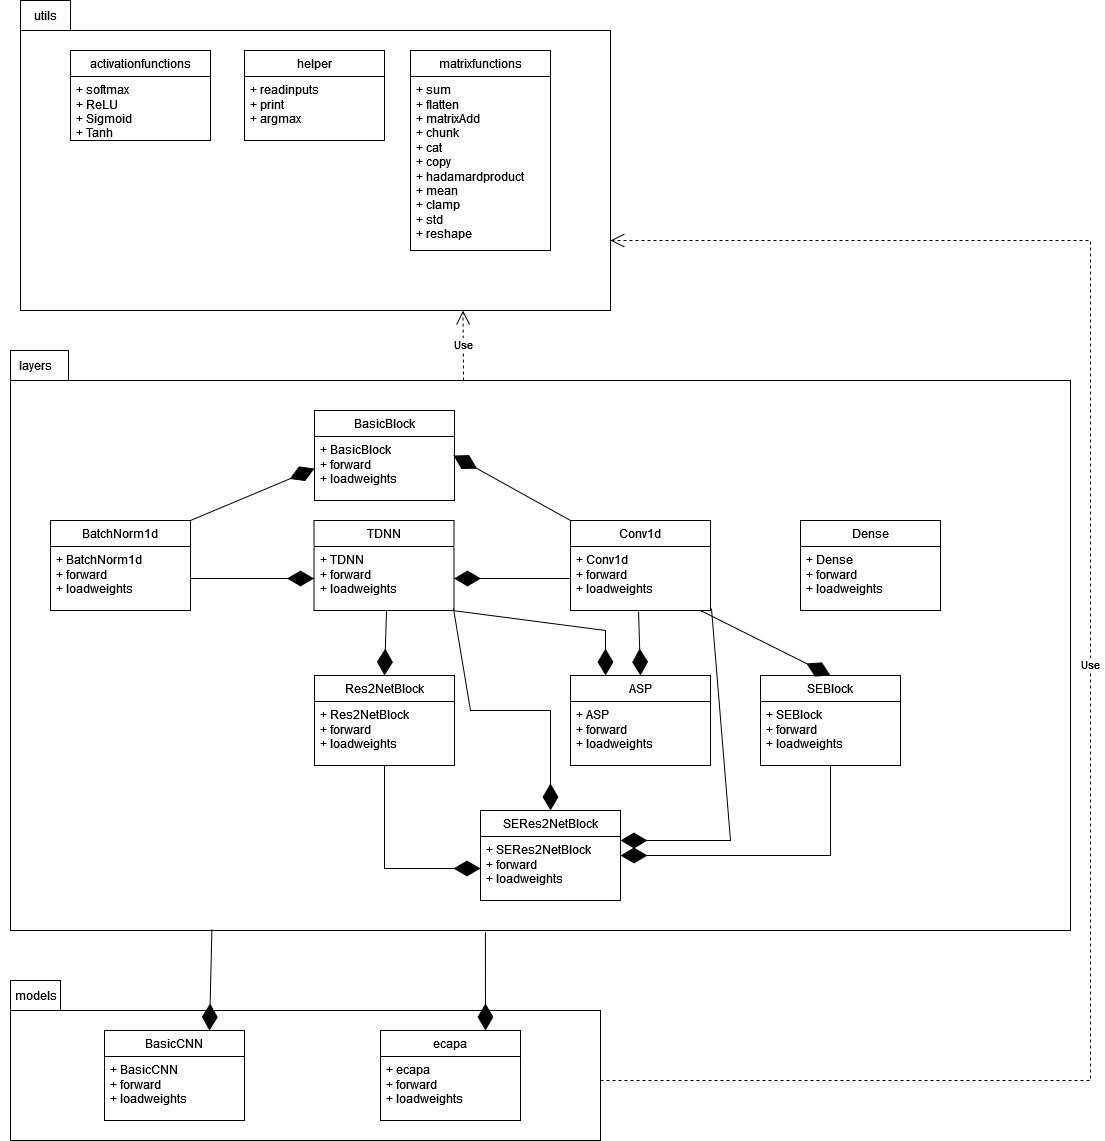 utils
activationfunctions
+ softmax
+ ReLU
+ Sigmoid
+ Tanh
helper
+ readinputs
+ print
+ argmax
matrixfunctions
+ sum
+ flatten
+ matrixAdd
+ chunk
+ cat
+ copy
+ hadamardproduct
+ mean
+ clamp
+ std
+ reshape
Use
layers
BasicBlock
+ BasicBlock
+ forward
+ loadweights
BatchNorm1d
+ BatchNorm1d
+ forward
+ loadweights
TDNN
+ TDNN
+ forward
+ loadweights
Conv1d
+ Conv1d
+ forward
+ loadweights
Dense
+ Dense
+ forward
+ loadweights
Use
Res2NetBlock
+ Res2NetBlock
+ forward
+ loadweights
ASP
+ ASP
+ forward
+ loadweights
SEBlock
+ SEBlock
+ forward
+ loadweights
SERes2NetBlock
+ SERes2NetBlock
+ forward
+ loadweights
models
BasicCNN
+ BasicCNN
+ forward
+ loadweights
ecapa
+ ecapa
+ forward
+ loadweights